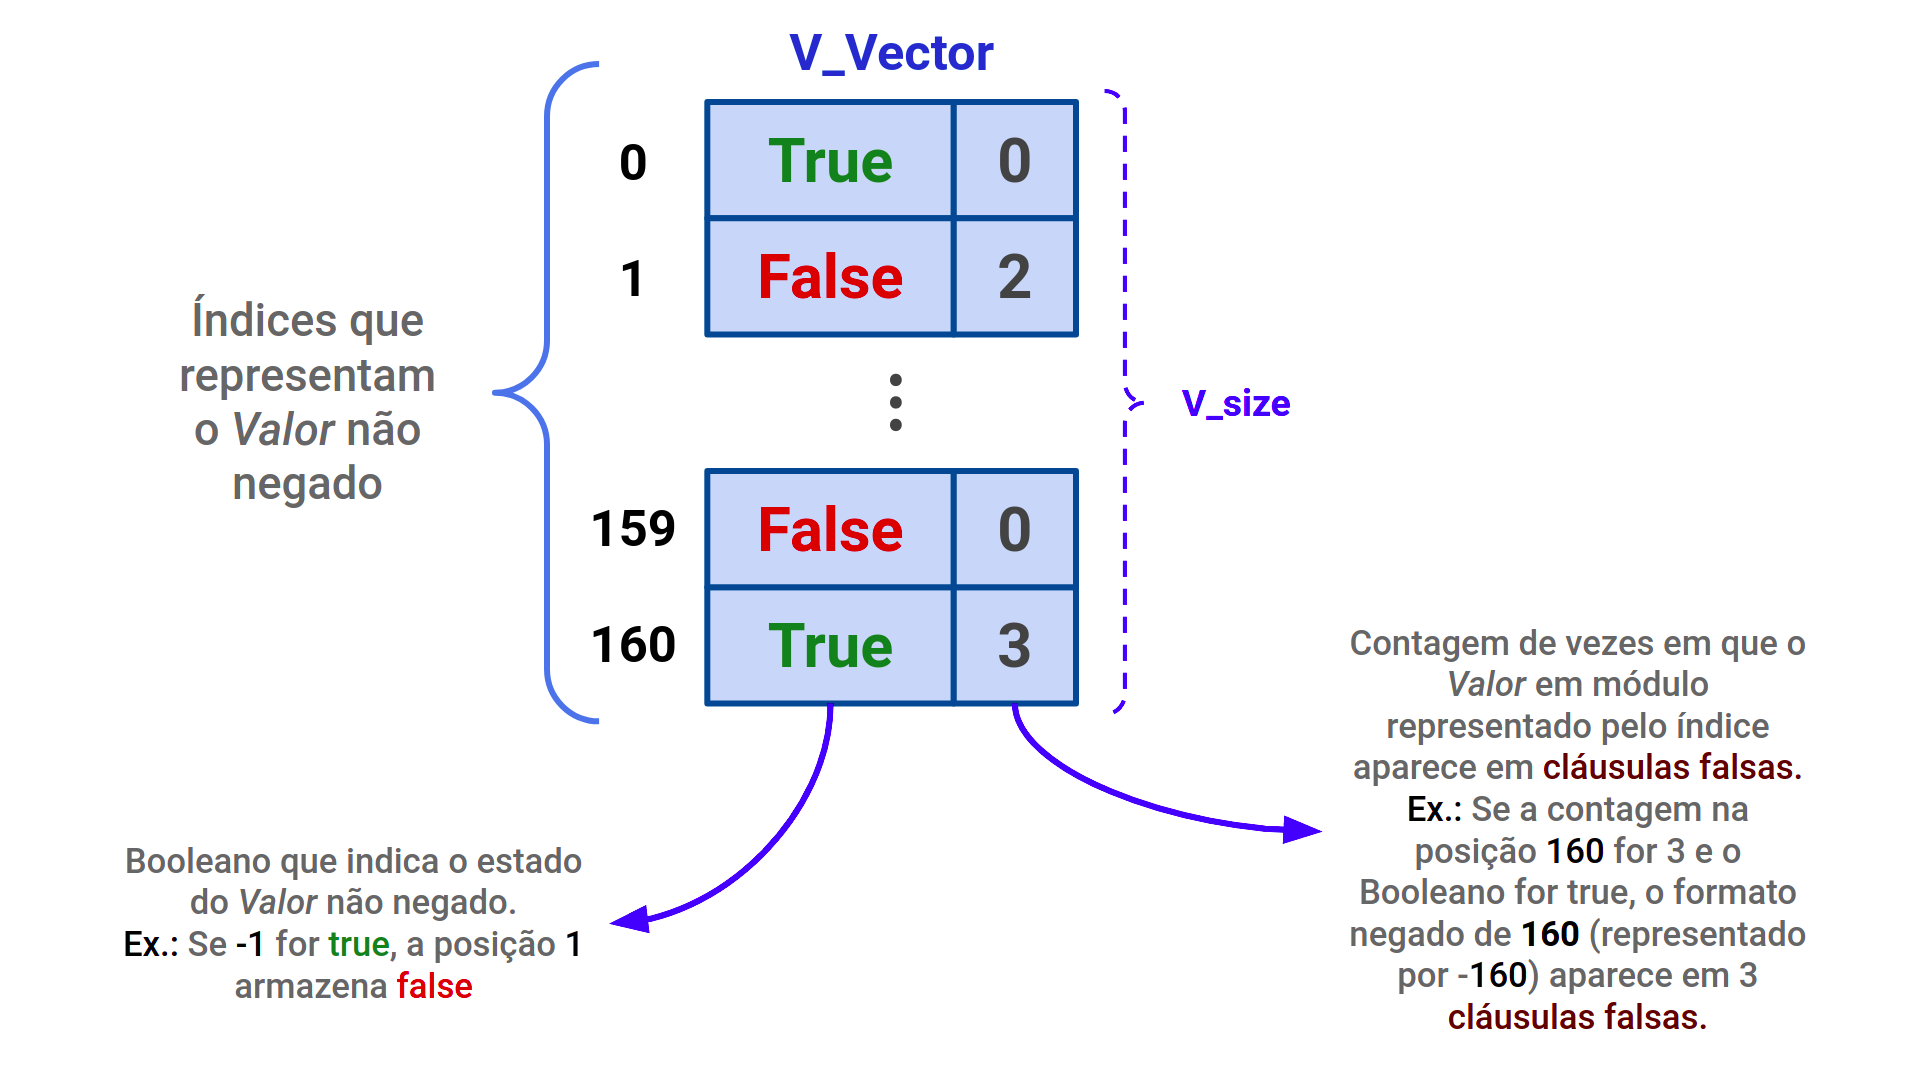 V_Vector
0 True 0
1 False 2
Índices que
representam
o Valor não
negado
V_size
159 False 0
160 True 3
Booleano que indica o estado
do Valor não negado.
Ex.: Se -1 for true, a posição 1
armazena false
Contagem de vezes em que o
Valor em módulo
representado pelo índice
aparece em cláusulas falsas.
Ex.: Se a contagem na
posição 160 for 3 e o
Booleano for true, o formato
negado de 160 (representado
por -160) aparece em 3
cláusulas falsas.